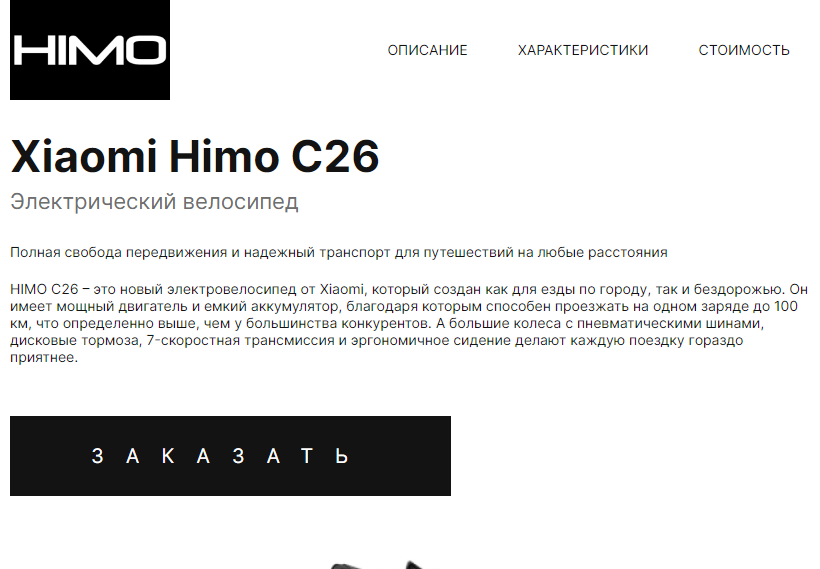 HIMO
ОПИСАНИЕ ХАРАКТЕРИСТИКИ СТОИМОСТЬ
Xiaomi Himo C26
Электрический велосипед
Полная свобода передвижения и надежный транспорт для путешествий на любые расстояния
HIMO C26 – это новый электровелосипед от Xiaomi, который создан как для езды по городу, так и бездорожью. Он
имеет мощный двигатель и емкий аккумулятор, благодаря которым способен проезжать на одном заряде до 100
км, что определенно выше, чем у большинства конкурентов. А большие колеса с пневматическими шинами,
дисковые тормоза, 7-скоростная трансмиссия и эргономичное сидение делают каждую поездку гораздо
приятнее.
ЗАКАЗАТЬ